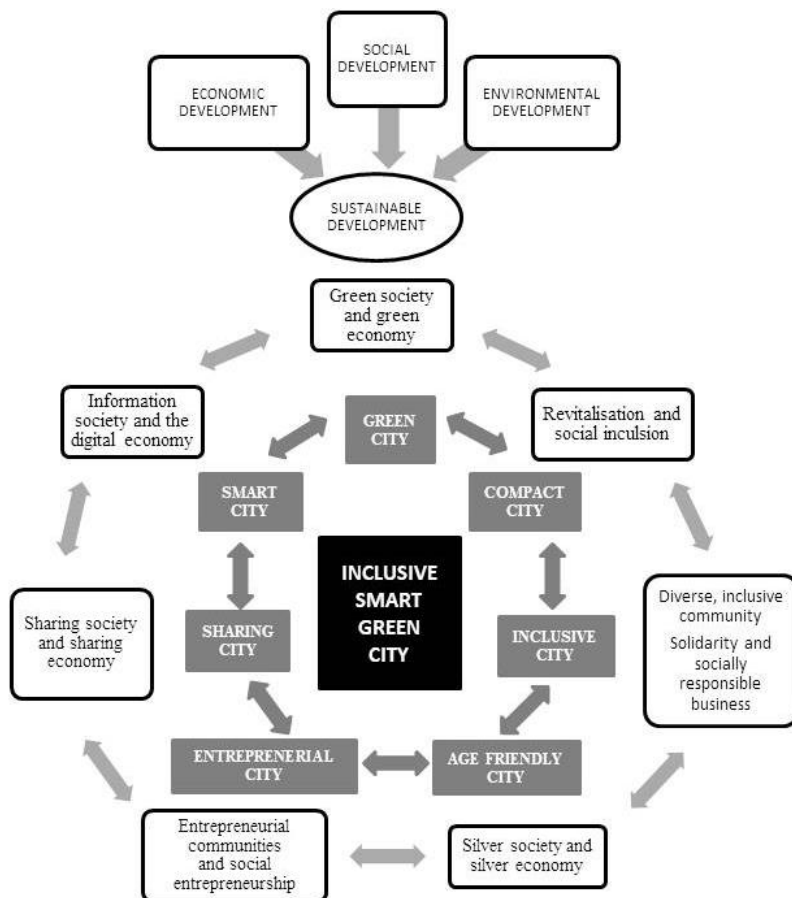 SOCIAL
DEVELOPMENT
ECONOMIC
DEVELOPMENT
ENVIRONMENTAL
DEVELOPMENT
SUSTAINABLE
DEVELOPMENT
Green society
and green
economy
Information
society and the
digital economy
Revitalisation and
social inculsion
GREEN
CITY
SMART
CITY
COMPACT
CITY
INCLUSIVE
SMART
GREEN
CITY
Sharing society
and sharing
economy
SHARING
CITY
INCLUSIVE
CITY
Diverse, inclusive
community
Solidarity and
socially
responsible
business
ENTREPRENERIAL
CITY
AGE FRIENDLY
CITY
Entrepreneurial
communities
and social
entrepreneurship
Silver society and
silver economy